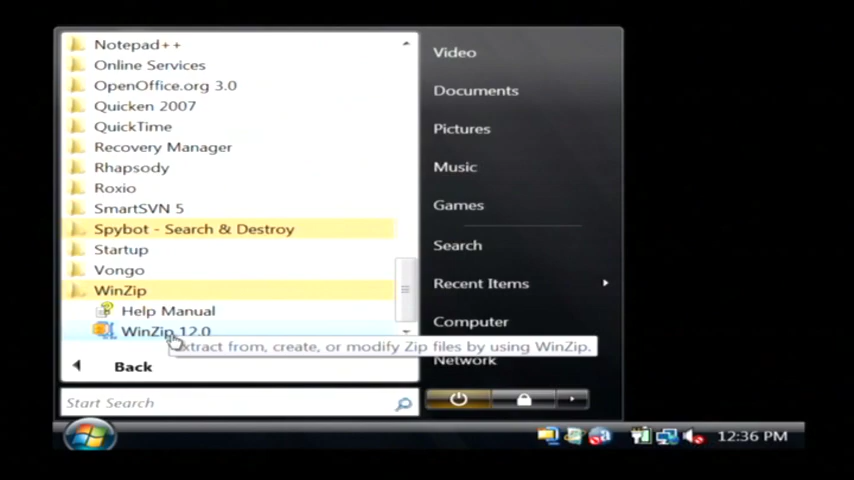 Notepad++
Online Services
OpenOffice.org 3.0
Quicken 2007
QuickTime
Recovery Manager
Rhapsody
Roxio
SmartSVN 5
Spybot - Search & Destroy
Startup
Vongo
WinZip
Help Manual
WinZip 12.0
extract from, create, or modify Zip files by using WinZip.
Back
Start Search
Video
Documents
Pictures
Music
Games
Search
Recent Items
Computer
Network
12:36 PM